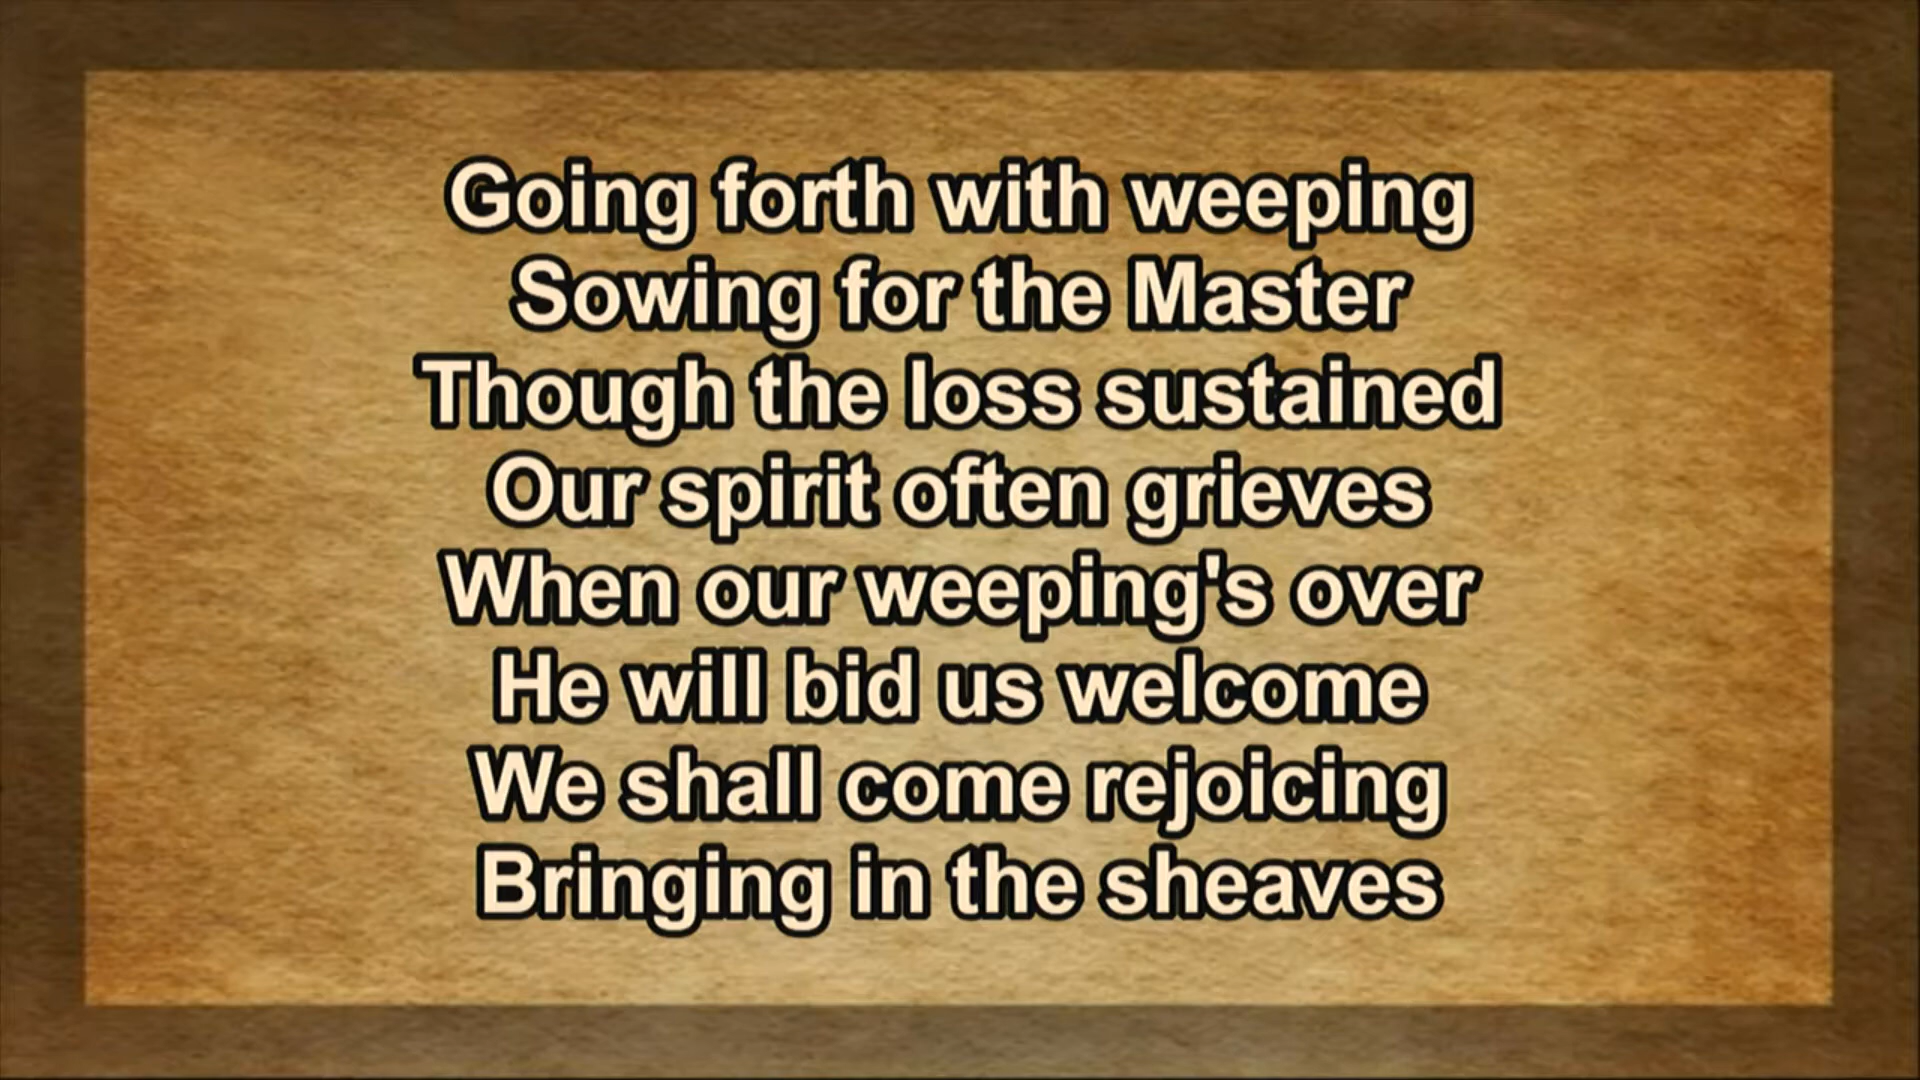 Going forth with weeping
Sowing for the Master
Though the loss sustained
Our spirit often grieves
When our weeping's over
He will bid us welcome
We shall come rejoicing
Bringing in the sheaves